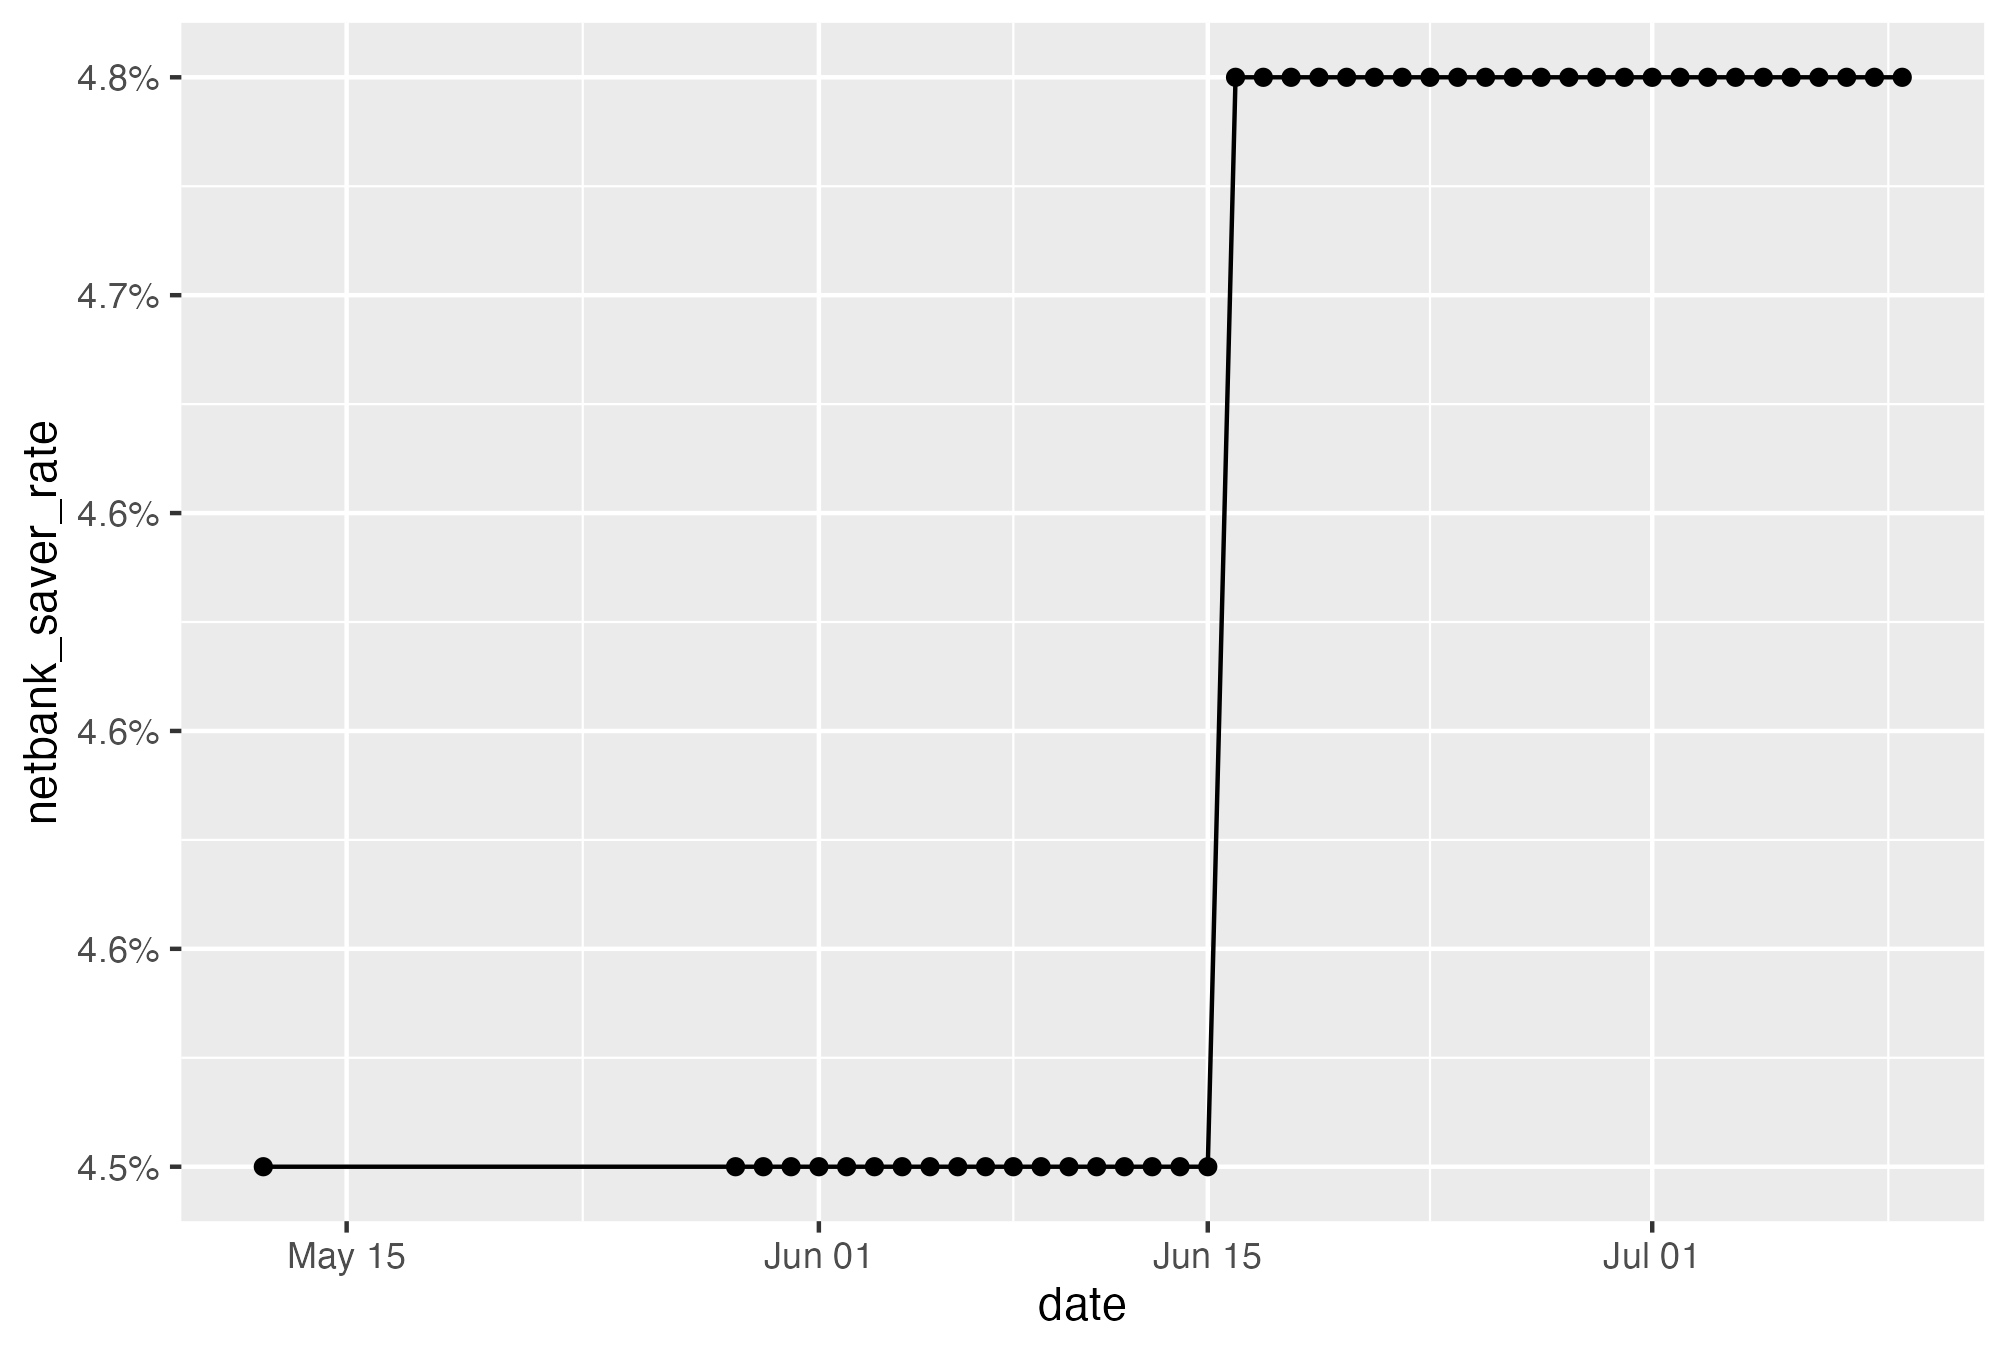 4.8%
4.7%
4.6%
4.6%
4.6%
4.5%
netbank_saver_rate
May 15
Jun 01
Jun 15
Jul 01
date